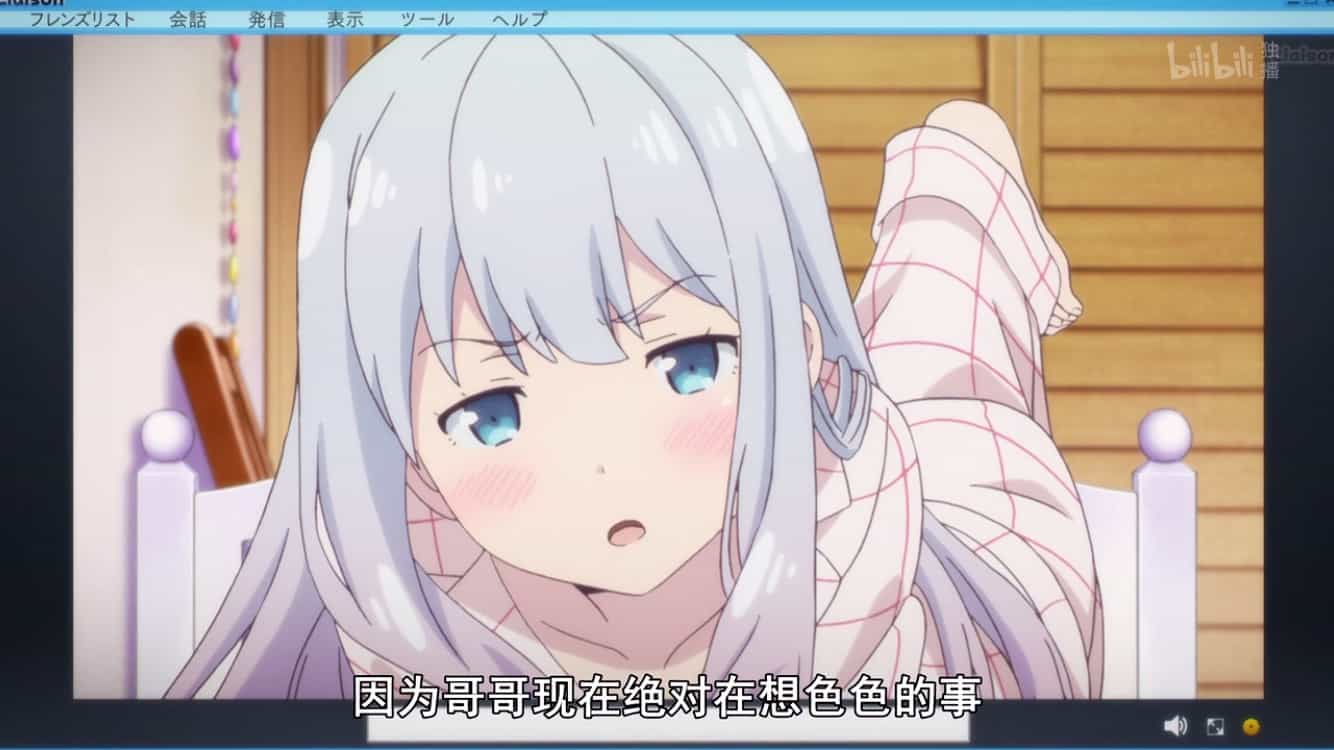 フレンズリスト 会話 発信 表示 ツール ヘルプ
bilibili 独播
因为哥哥现在绝对在想色色的事